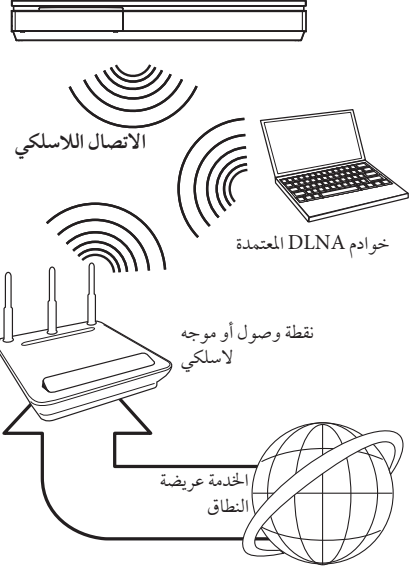 الاتصال اللاسلكي
خوادم DLNA المعتمدة
نقطة وصول أو موجه
لاسلكي
الخدمة عريضة
النطاق